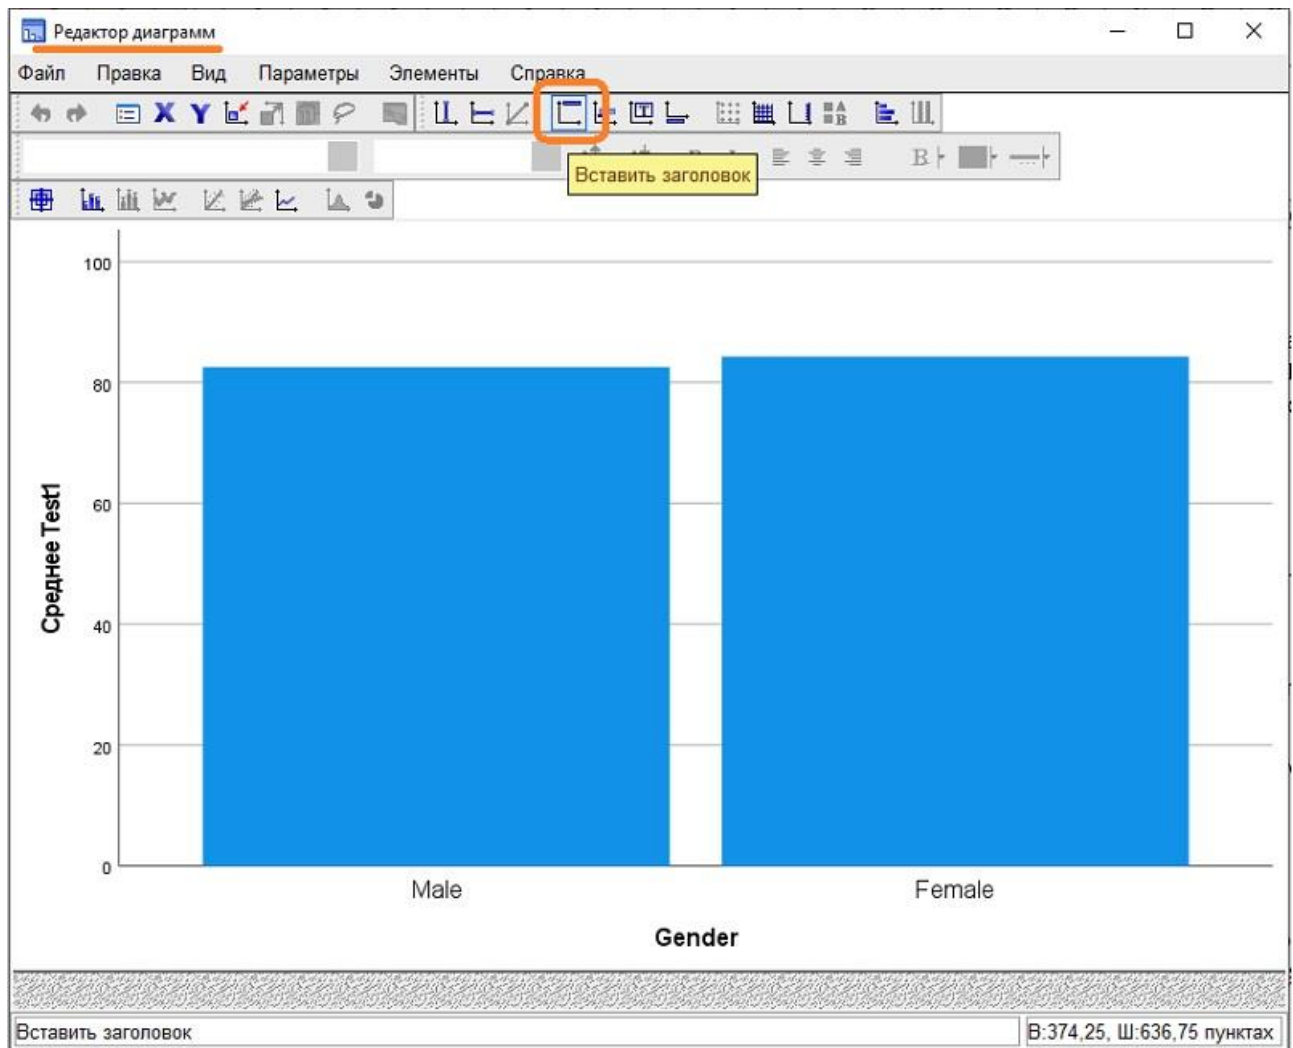 Редактор диаграмм
Файл Правка Вид Параметры Элементы Справка
X Y
Вставить заголовок
100
80
60
40
20
0
Среднее Test1
Male Female
Gender
Вставить заголовок В:374,25, Ш:636,75 пунктах